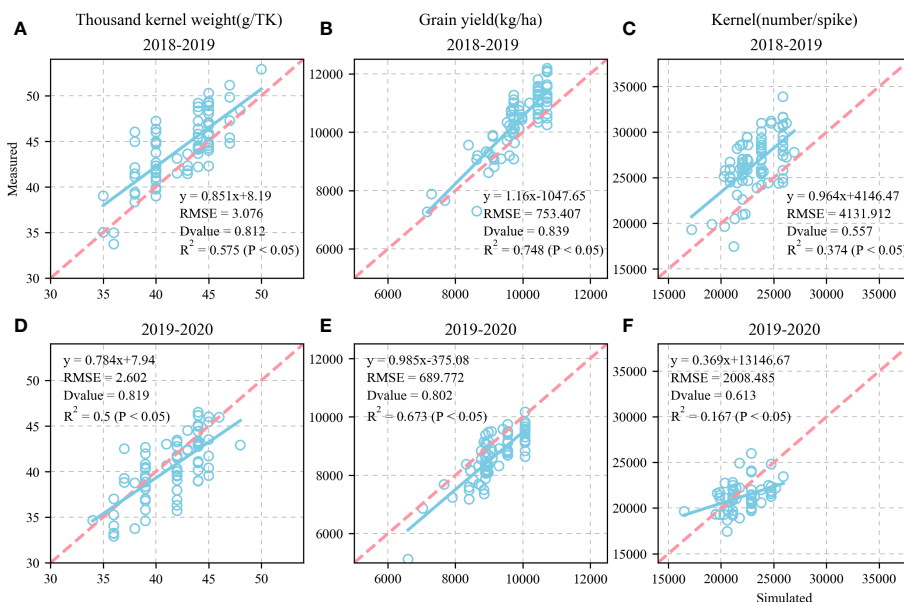 Thousand kernel weight(g/TK)
Grain yield(kg/ha)
Kernel(number/spike)
A
2018-2019
B
2018-2019
C
2018-2019
50
45
40
35
30
Measured
y = 0.851x+8.19
RMSE = 3.076
Dvalue = 0.812
R² = 0.575 (P < 0.05)
30 35 40 45 50
12000
10000
8000
6000
y = 1.16x-1047.65
RMSE = 753.407
Dvalue = 0.839
R² = 0.748 (P < 0.05)
6000 8000 10000 12000
35000
30000
25000
20000
15000
y = 0.964x+4146.47
RMSE = 4131.912
Dvalue = 0.557
R² = 0.374 (P < 0.05)
15000 20000 25000 30000 35000
D
2019-2020
E
2019-2020
F
2019-2020
50
45
40
35
30
y = 0.784x+7.94
RMSE = 2.602
Dvalue = 0.819
R² = 0.5 (P < 0.05)
30 35 40 45 50
12000
10000
8000
6000
y = 0.985x-375.08
RMSE = 689.772
Dvalue = 0.802
R² = 0.673 (P < 0.05)
6000 8000 10000 12000
35000
30000
25000
20000
15000
y = 0.369x+13146.67
RMSE = 2008.485
Dvalue = 0.613
R² = 0.167 (P < 0.05)
15000 20000 25000 30000 35000
Simulated